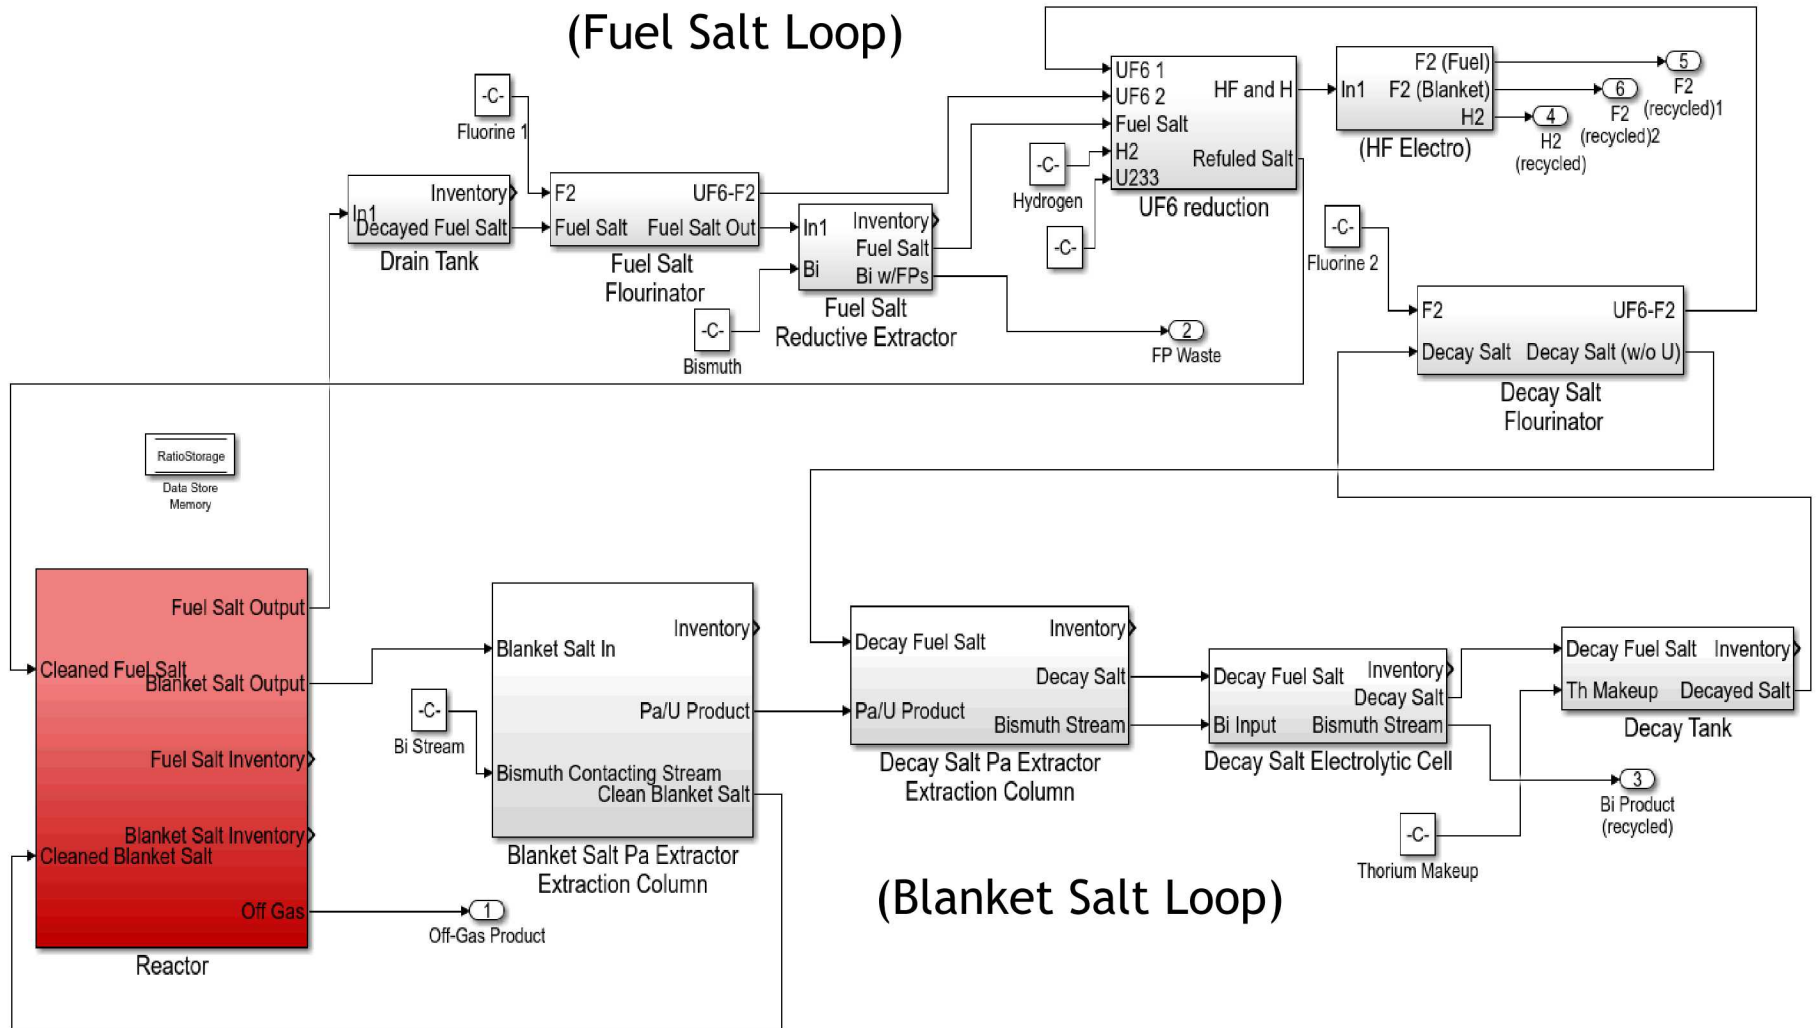 (Fuel Salt Loop)
-C-
Fluorine 1
In1
Inventory
Decayed Fuel Salt
Drain Tank
F2
Fuel Salt
UF6-F2
Fuel Salt Out
Fuel Salt
Flourinator
In1
Bi
Inventory
Fuel Salt
Bi w/FPs
Fuel Salt
Reductive Extractor
-C-
Bismuth
2
FP Waste
UF6 1
UF6 2
Fuel Salt
H2
U233
HF and H
Refuled Salt
UF6 reduction
-C-
Hydrogen
-C-
In1
F2 (Fuel)
F2 (Blanket)
H2
(HF Electro)
5
F2
(recycled)1
6
F2
(recycled)2
4
H2
(recycled)
-C-
Fluorine 2
F2
Decay Salt
UF6-F2
Decay Salt (w/o U)
Decay Salt
Flourinator
RatioStorage
Data Store
Memory
Fuel Salt Output
Cleaned Fuel Salt
Blanket Salt Output
Fuel Salt Inventory
Blanket Salt Inventory
Cleaned Blanket Salt
Off Gas
Reactor
1
Off-Gas Product
-C-
Bi Stream
Inventory
Blanket Salt In
Pa/U Product
Bismuth Contacting Stream
Clean Blanket Salt
Blanket Salt Pa Extractor
Extraction Column
Inventory
Decay Fuel Salt
Decay Salt
Pa/U Product
Bismuth Stream
Decay Salt Pa Extractor
Extraction Column
Inventory
Decay Fuel Salt
Decay Salt
Bi Input
Bismuth Stream
Decay Salt Electrolytic Cell
Decay Fuel Salt
Inventory
Th Makeup
Decayed Salt
Decay Tank
3
Bi Product
(recycled)
-C-
Thorium Makeup
(Blanket Salt Loop)